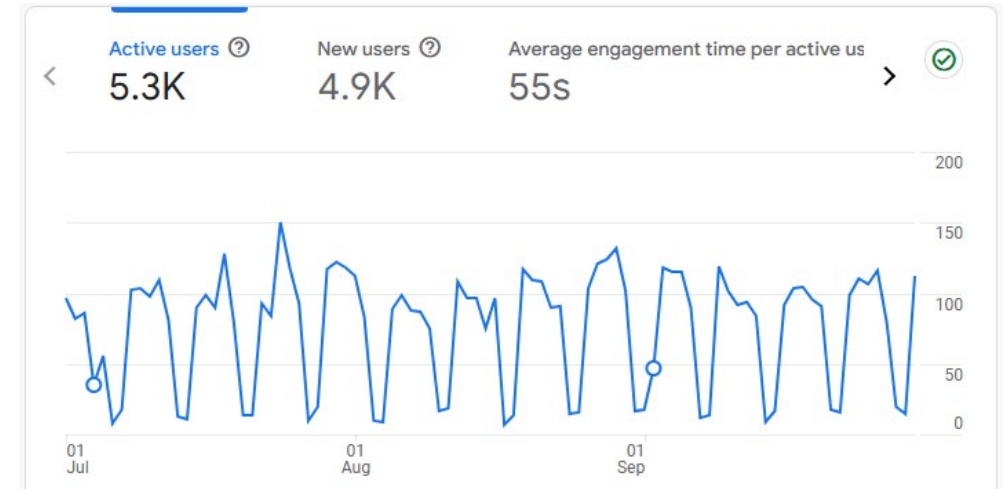 Active users
5.3K
New users
4.9K
Average engagement time per active us
55s
200
150
100
50
0
01
Jul
01
Aug
01
Sep